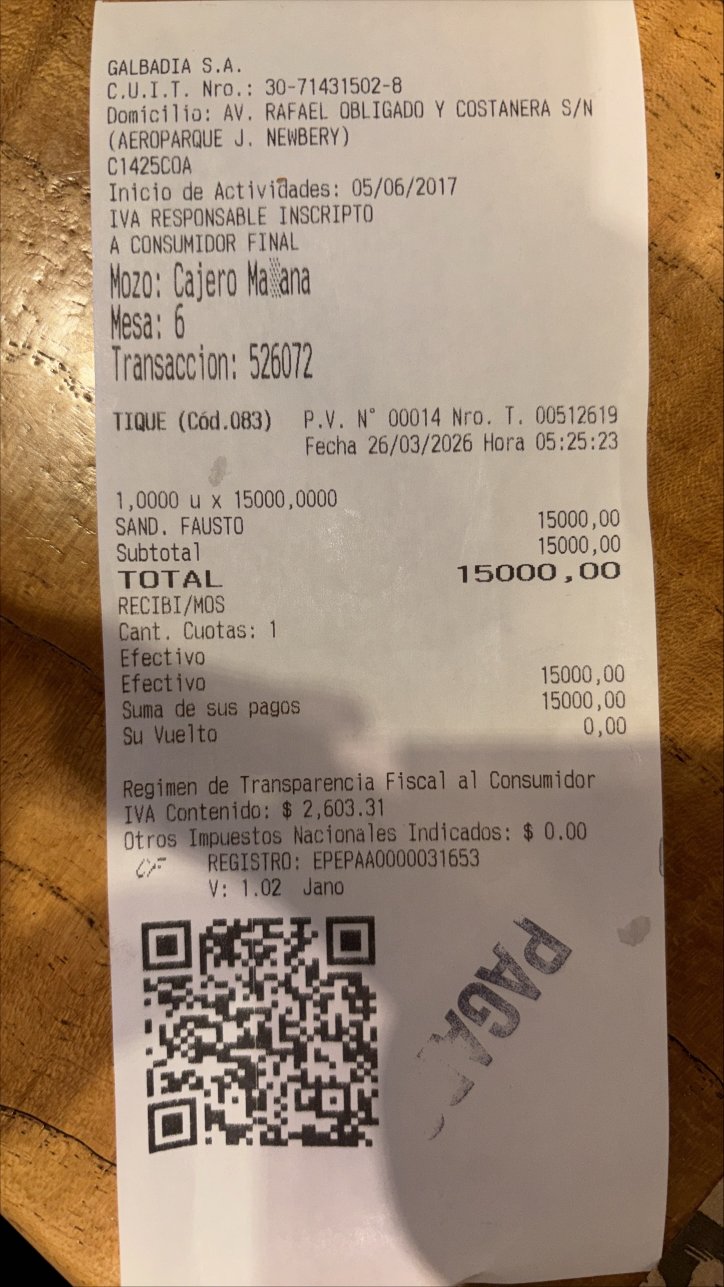 GALBADIA S.A.
C.U.I.T. Nro.: 30-71431502-8
Domicilio: AV. RAFAEL OBLIGADO Y COSTANERA S/N
(AEROPARQUE J. NEWBERY)
C1425COA
Inicio de Actividades: 05/06/2017
IVA RESPONSABLE INSCRIPTO
A CONSUMIDOR FINAL
Mozo: Cajero Ma▒ana
Mesa: 6
Transaccion: 526072
TIQUE (Cód.083) P.V. N° 00014 Nro. T. 00512619
Fecha 26/03/2026 Hora 05:25:23
1,0000 u x 15000,0000
SAND. FAUSTO 15000,00
Subtotal 15000,00
TOTAL 15000,00
RECIBI/MOS
Cant. Cuotas: 1
Efectivo
Efectivo 15000,00
Suma de sus pagos 15000,00
Su Vuelto 0,00
Regimen de Transparencia Fiscal al Consumidor
IVA Contenido: $ 2,603.31
Otros Impuestos Nacionales Indicados: $ 0.00
CF REGISTRO: EPEPAA0000031653
V: 1.02 Jano
PAGA